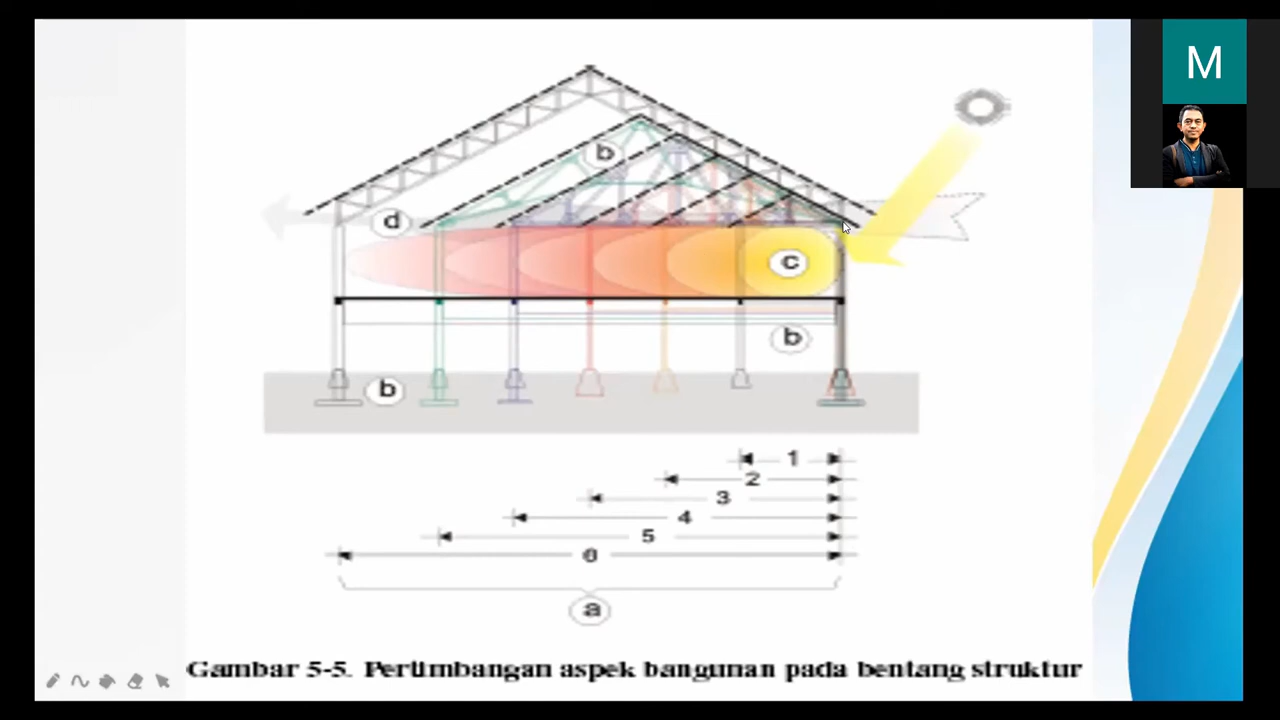 M
b
d
c
b
b
1
2
3
4
5
6
a
Gambar 5-5. Pertimbangan aspek bangunan pada bentang struktur